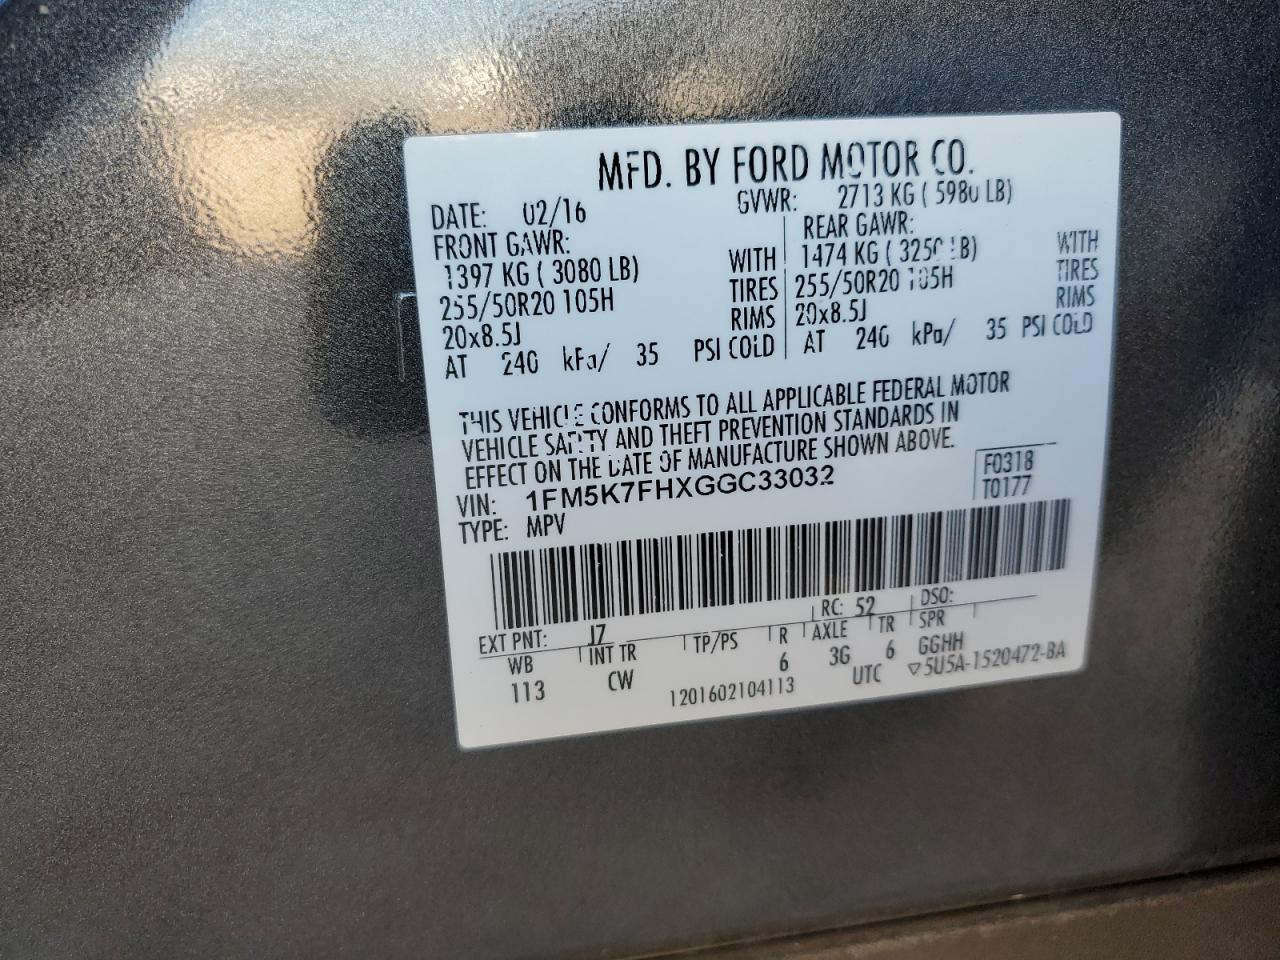 MFD. BY FORD MOTOR CO.
DATE: 02/16 GVWR: 2713 KG ( 5980 LB)
FRONT GAWR: REAR GAWR:
1397 KG ( 3080 LB) WITH 1474 KG ( 3250 LB) WITH
255/50R20 105H TIRES 255/50R20 105H TIRES
20x8.5J RIMS 20x8.5J RIMS
AT 240 kPa/ 35 PSI COLD AT 240 kPa/ 35 PSI COLD
THIS VEHICLE CONFORMS TO ALL APPLICABLE FEDERAL MOTOR
VEHICLE SAFETY AND THEFT PREVENTION STANDARDS IN
EFFECT ON THE DATE OF MANUFACTURE SHOWN ABOVE.
VIN: 1FM5K7FHXGGC33032 F0318
TYPE: MPV T0177
EXT PNT: J7 RC: 52 DSO:
WB INT TR TP/PS R AXLE TR SPR
113 CW 6 3G 6 GGHH
1201602104113 UTC ▽5U5A-1520472-BA